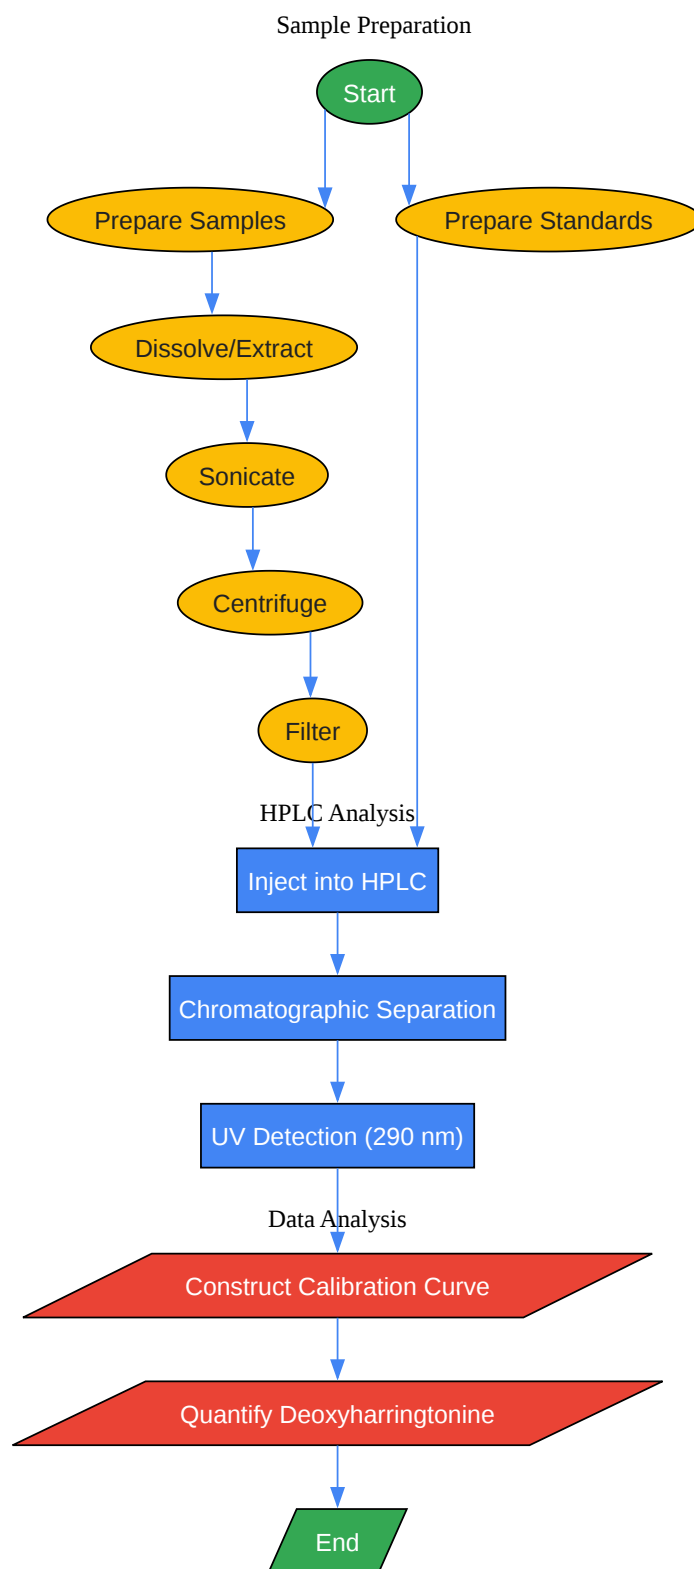 Sample Preparation
Start
Prepare Samples
Prepare Standards
Dissolve/Extract
Sonicate
Centrifuge
Filter
HPLC Analysis
Inject into HPLC
Chromatographic Separation
UV Detection (290 nm)
Data Analysis
Construct Calibration Curve
Quantify Deoxyharringtonine
End